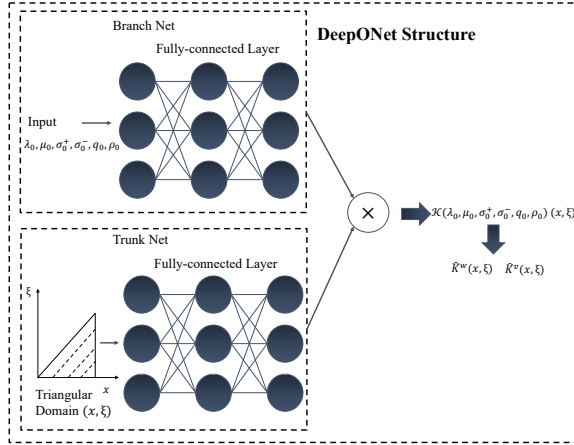 DeepONet Structure
Branch Net
Fully-connected Layer
Input
λ₀, μ₀, σ₀⁺, σ₀⁻, q₀, ρ₀
×
𝒦(λ₀, μ₀, σ₀⁺, σ₀⁻, q₀, ρ₀) (x, ξ)
K̂ʷ(x, ξ) K̂ᵛ(x, ξ)
Trunk Net
Fully-connected Layer
ξ
x
Triangular
Domain (x, ξ)